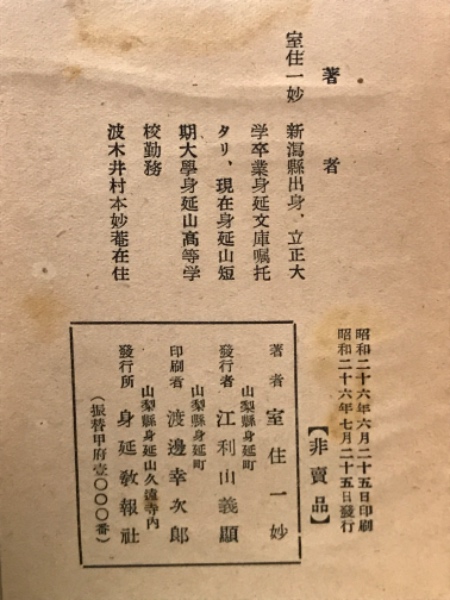 著者
室住一妙 新潟縣出身、立正大
学卒業身延文庫嘱托
タリ、現在身延山短
期大學身延山高等学
校勤務
波木井村本妙菴在住
昭和二十六年六月二十五日印刷
昭和二十六年七月二十五日發行
【非賣品】
著者 室住一妙
山梨縣身延町
發行者 江利山義顯
山梨縣身延町
印刷者 渡邊幸次郎
山梨縣身延山久遠寺内
發行所 身延敎報社
(振替甲府壹〇〇〇番)